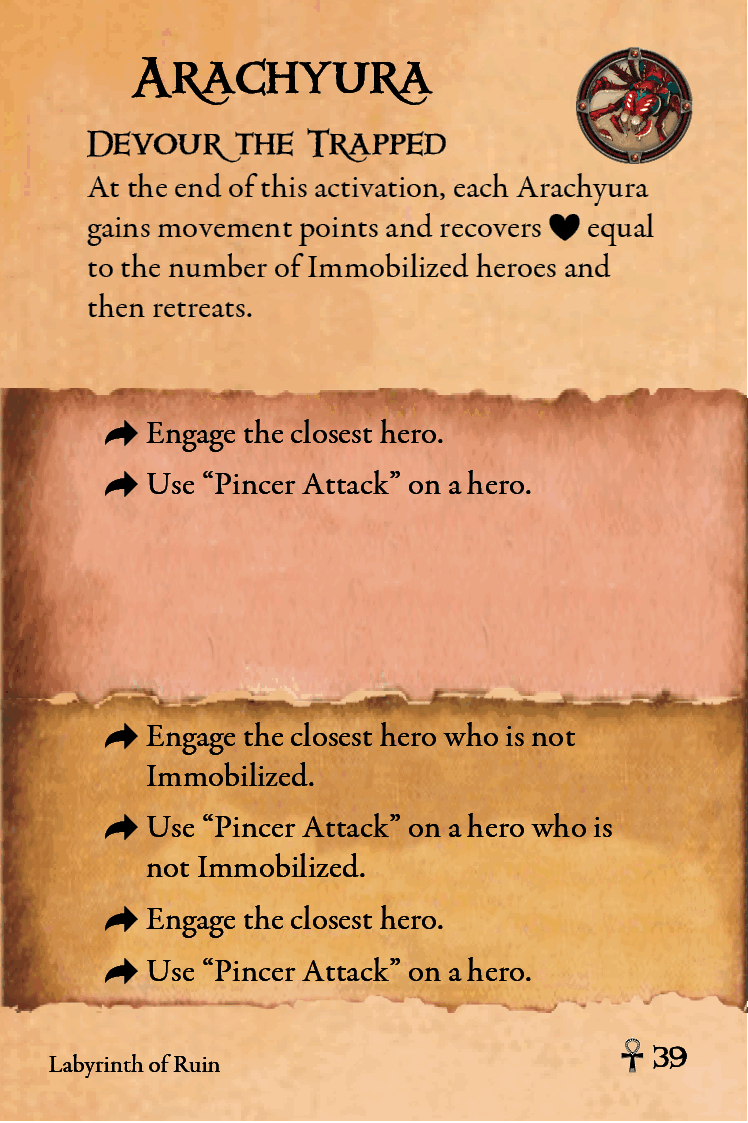 Arachyura
Devour the Trapped
At the end of this activation, each Arachyura
gains movement points and recovers ♥ equal
to the number of Immobilized heroes and
then retreats.
Engage the closest hero.
Use “Pincer Attack” on a hero.
Engage the closest hero who is not
Immobilized.
Use “Pincer Attack” on a hero who is
not Immobilized.
Engage the closest hero.
Use “Pincer Attack” on a hero.
Labyrinth of Ruin
☥ 39